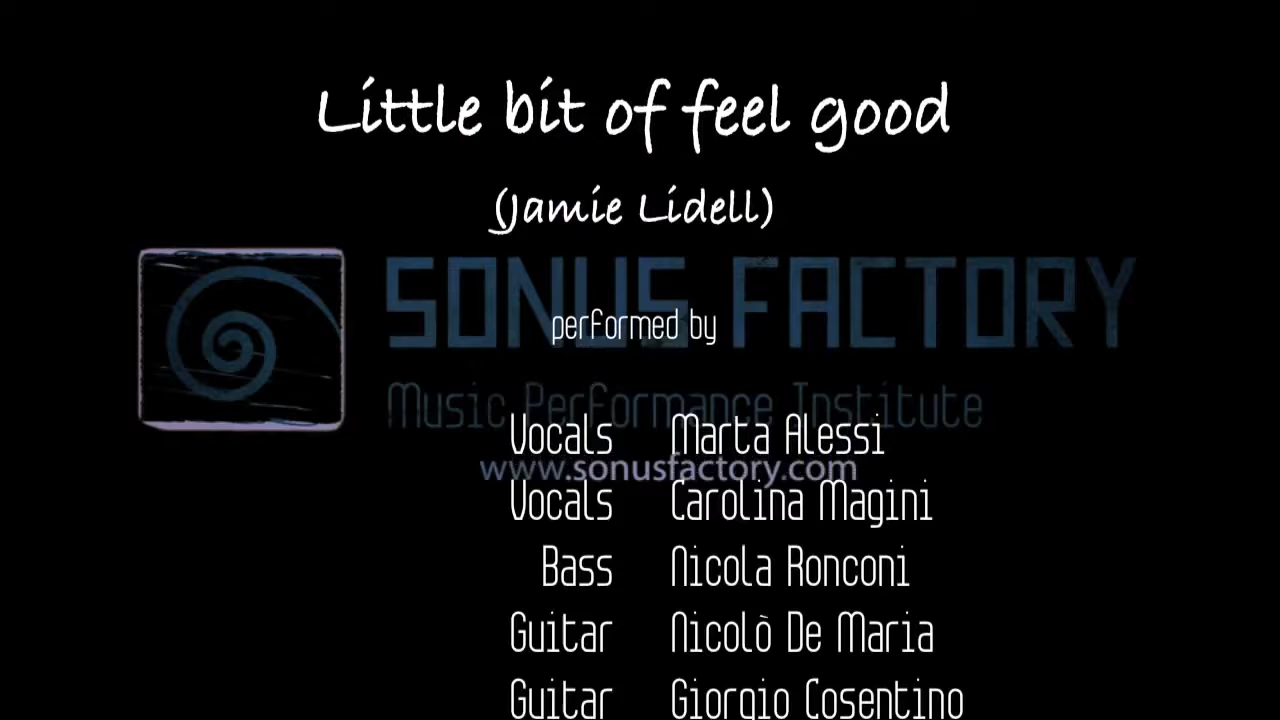 Little bit of feel good
(Jamie Lidell)
SONUS FACTORY
performed by
Music Performance Institute
Vocals Marta Alessi
www.sonusfactory.com
Vocals Carolina Magini
Bass Nicola Ronconi
Guitar Nicolò De Maria
Guitar Giorgio Cosentino